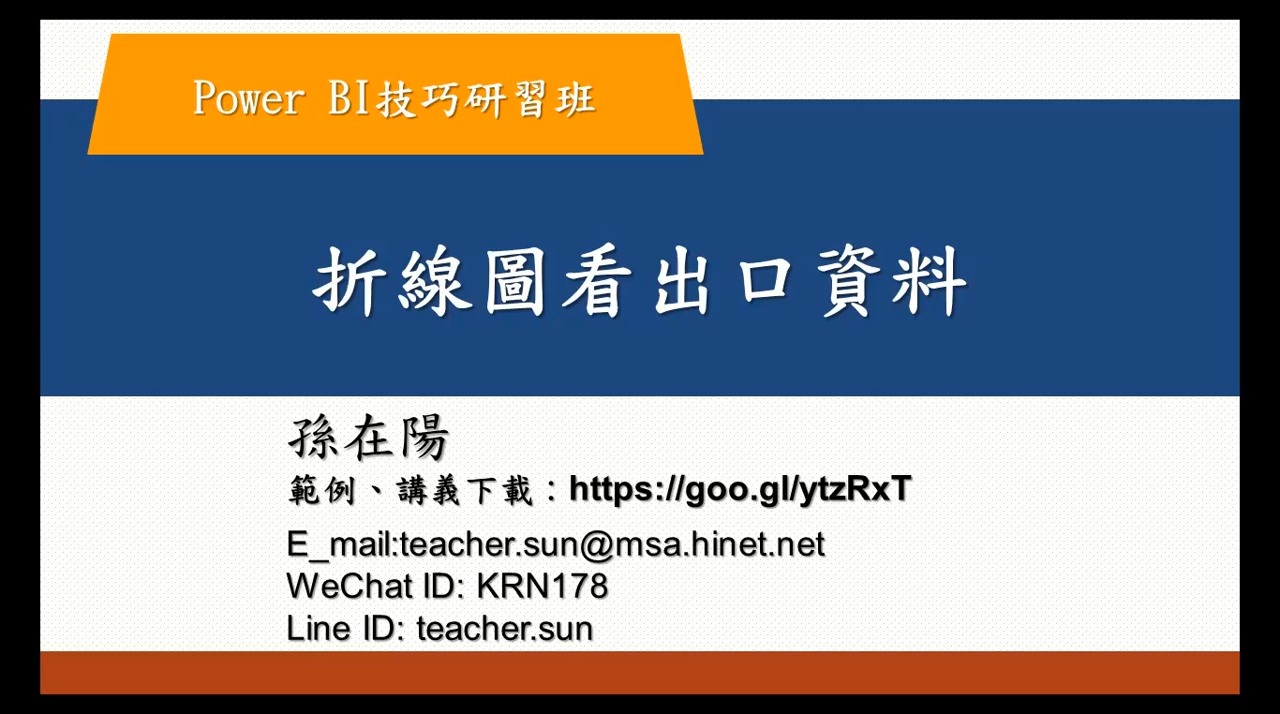 Power BI技巧研習班
折線圖看出口資料
孫在陽
範例、講義下載：https://goo.gl/ytzRxT
E_mail:teacher.sun@msa.hinet.net
WeChat ID: KRN178
Line ID: teacher.sun